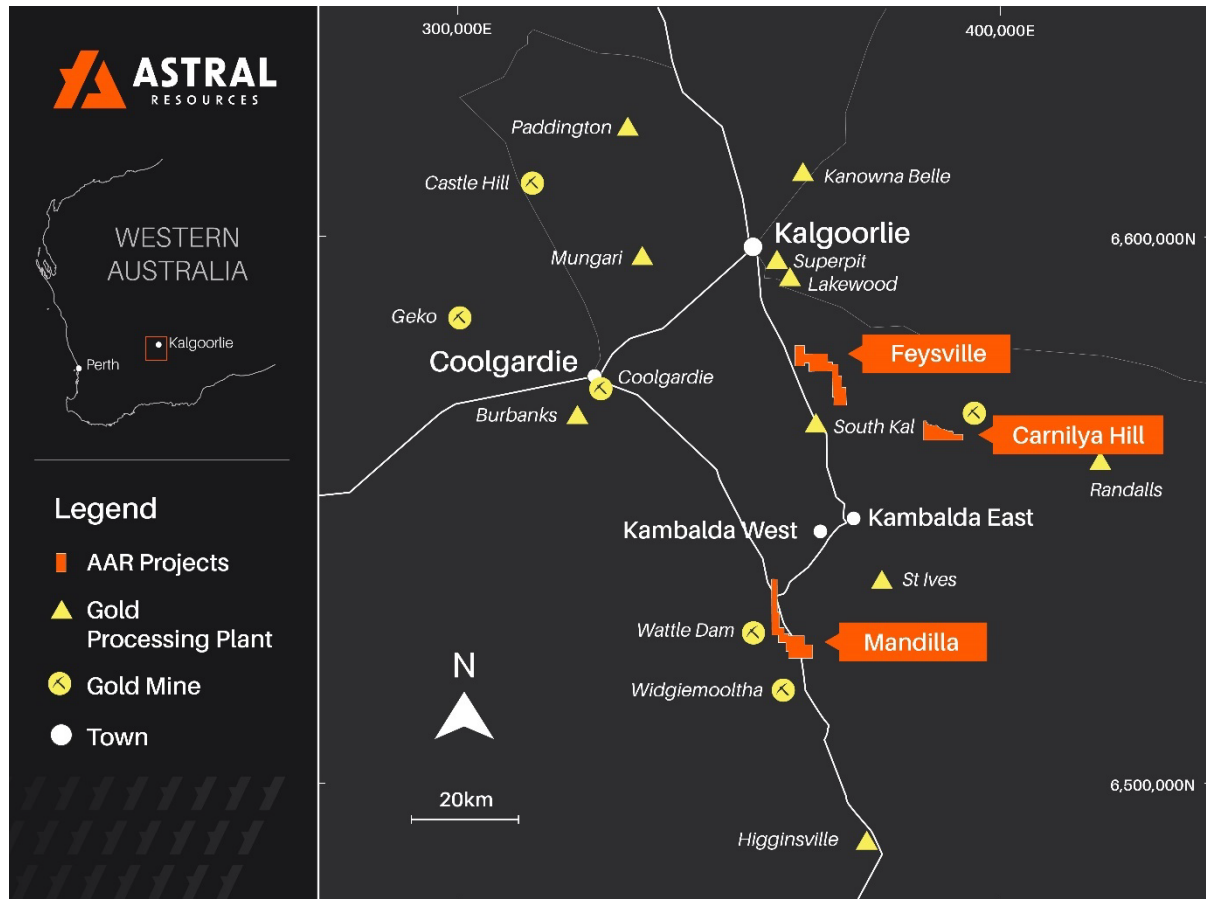 ASTRAL
RESOURCES
WESTERN
AUSTRALIA
Kalgoorlie
Perth
Legend
AAR Projects
Gold
Processing Plant
Gold Mine
Town
300,000E
400,000E
Paddington
Castle Hill
Kanowna Belle
Kalgoorlie
6,600,000N
Mungari
Superpit
Lakewood
Geko
Feysville
Coolgardie
Coolgardie
Burbanks
South Kal
Carnilya Hill
Randalls
Kambalda West
Kambalda East
St Ives
Wattle Dam
Mandilla
N
Widgiemooltha
20km
6,500,000N
Higginsville